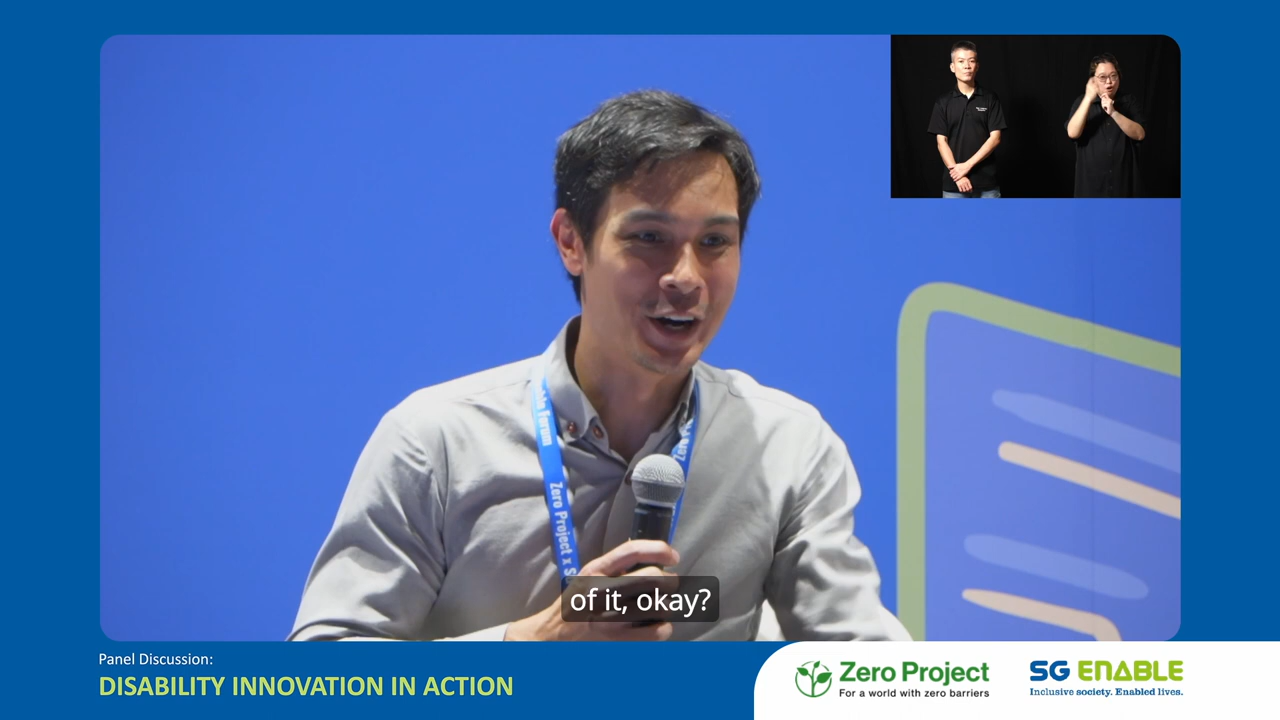 Zero Project x S
of it, okay?
Panel Discussion:
DISABILITY INNOVATION IN ACTION
Zero Project
For a world with zero barriers
SG ENABLE
Inclusive society. Enabled lives.